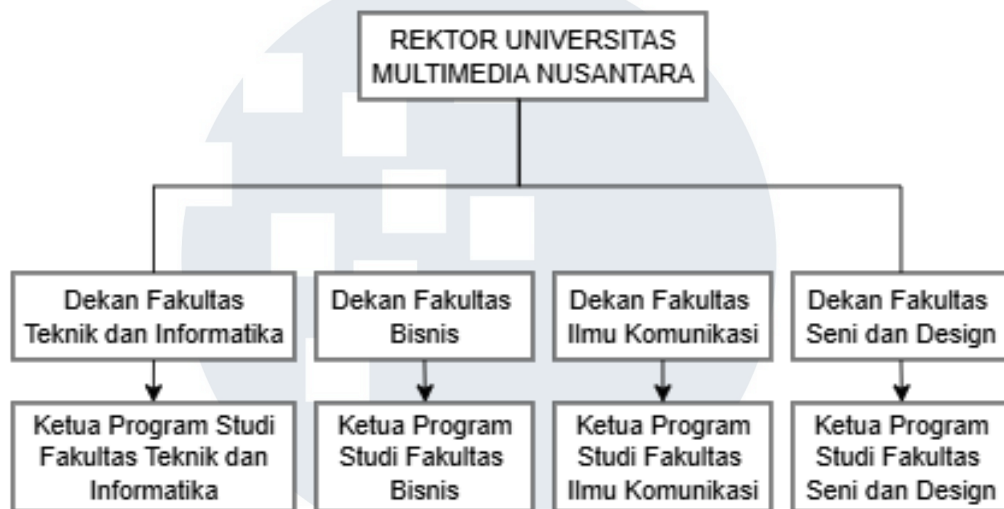 REKTOR UNIVERSITAS
MULTIMEDIA NUSANTARA
Dekan Fakultas
Teknik dan Informatika
Dekan Fakultas
Bisnis
Dekan Fakultas
Ilmu Komunikasi
Dekan Fakultas
Seni dan Design
Ketua Program Studi
Fakultas Teknik dan
Informatika
Ketua Program
Studi Fakultas
Bisnis
Ketua Program
Studi Fakultas
Ilmu Komunikasi
Ketua Program
Studi Fakultas
Seni dan Design